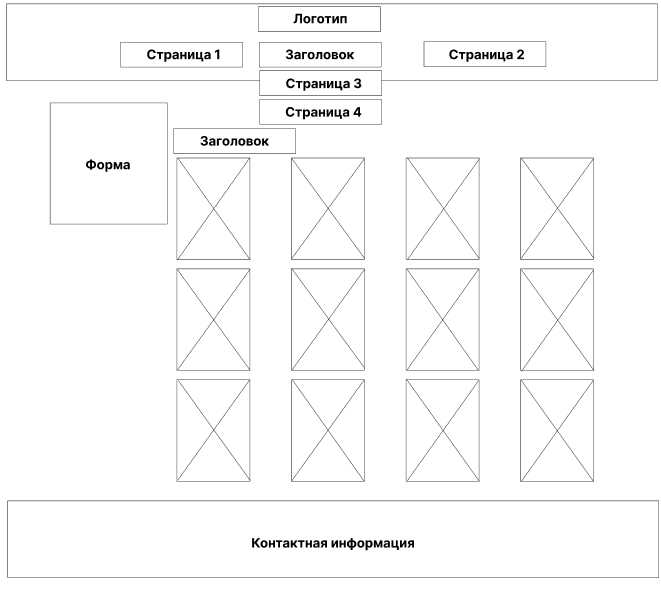 Логотип
Страница 1
Заголовок
Страница 2
Страница 3
Страница 4
Заголовок
Форма
Контактная информация